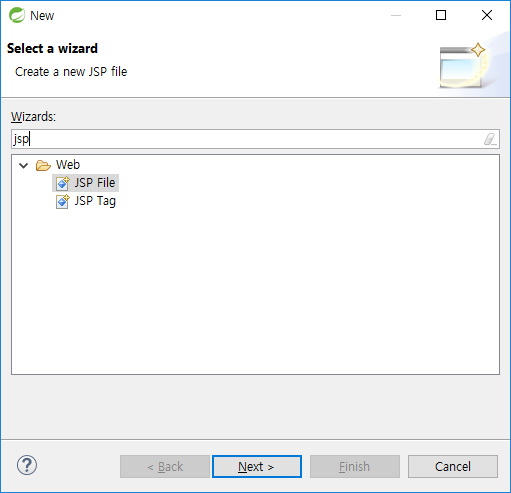 New
Select a wizard
Create a new JSP file
Wizards:
jsp
Web
JSP File
JSP Tag
?
< Back
Next >
Finish
Cancel